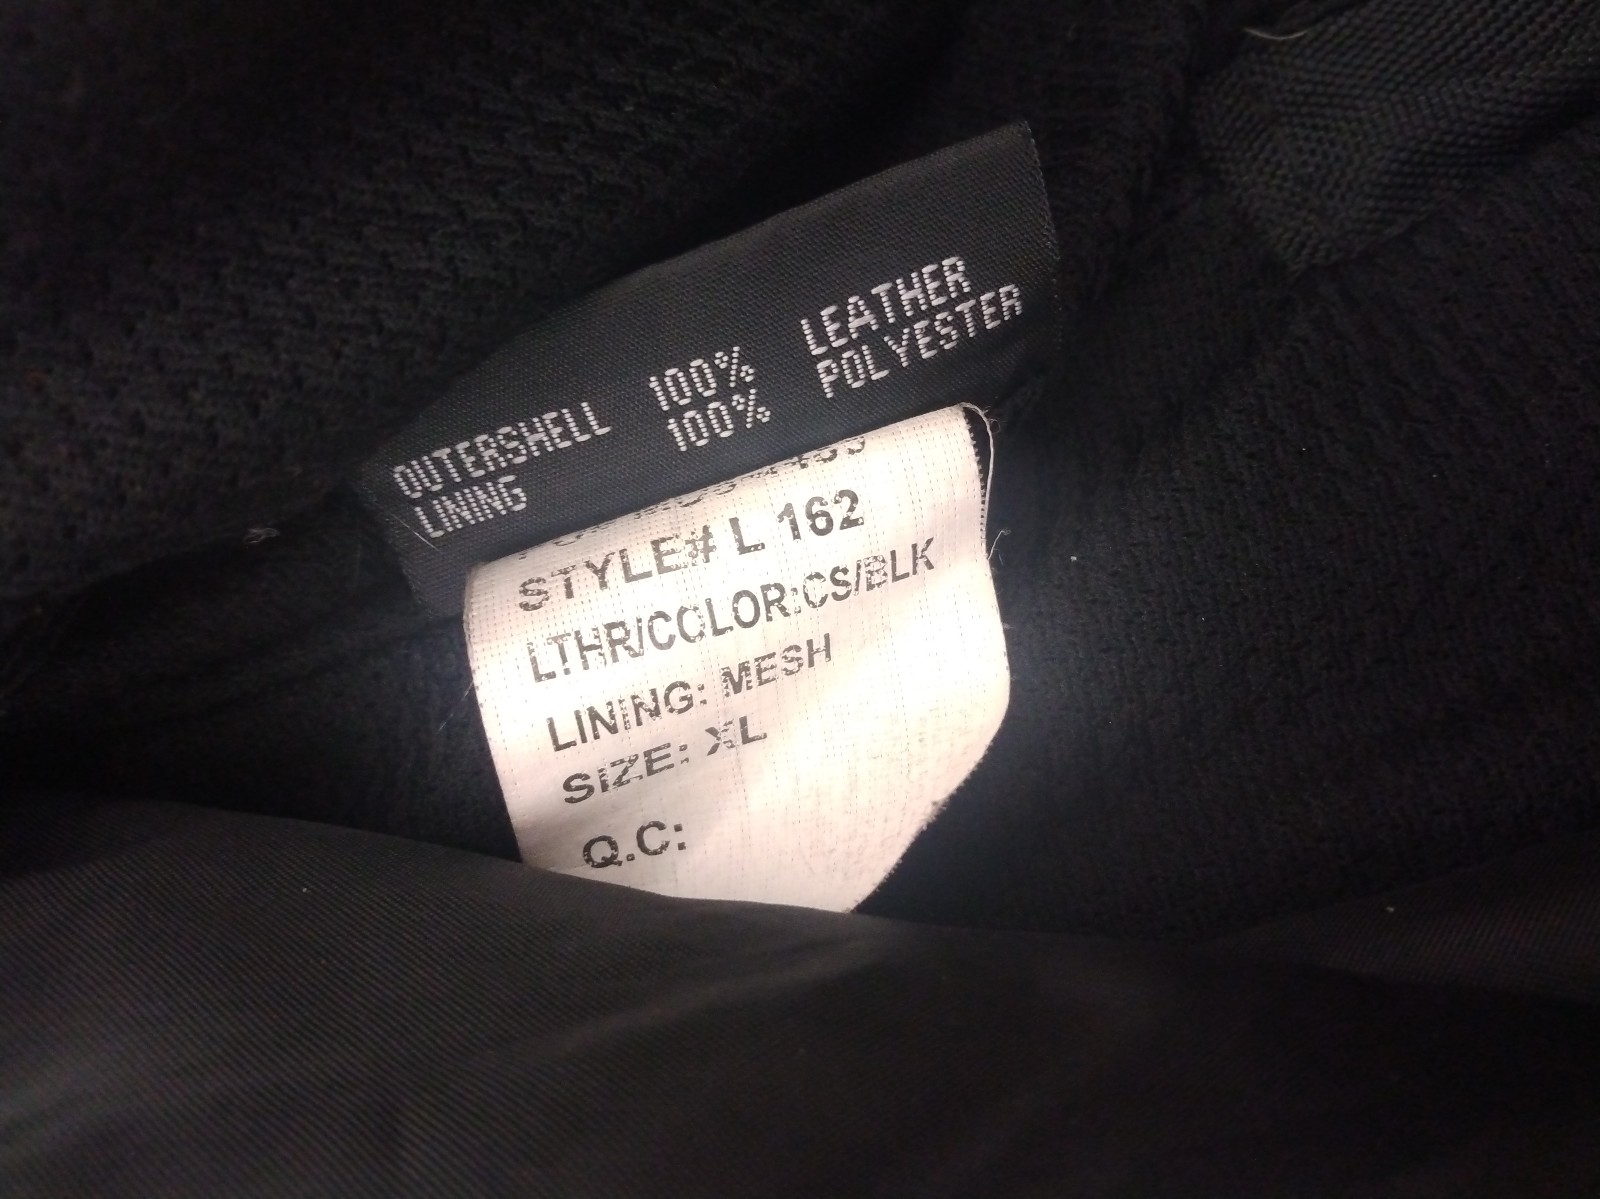 OUTERSHELL 100% LEATHER
LINING 100% POLYESTER
STYLE# L 162
LTHR/COLOR:CS/BLK
LINING: MESH
SIZE: XL
Q.C: